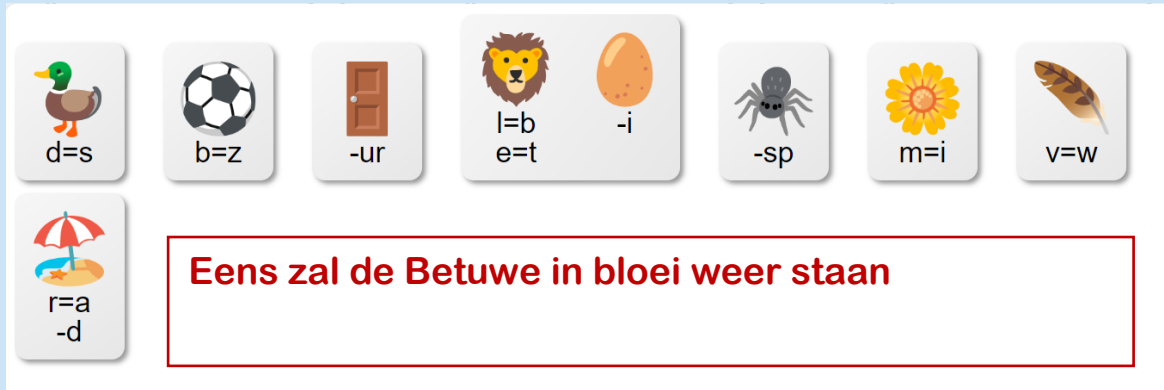 d=s b=z -ur l=b -i -sp m=i v=w
e=t
r=a
-d
Eens zal de Betuwe in bloei weer staan